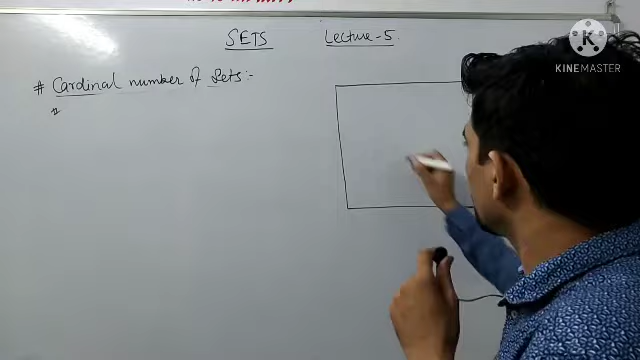 SETS Lecture-5.
# Cardinal number of Sets:-
#
KINEMASTER